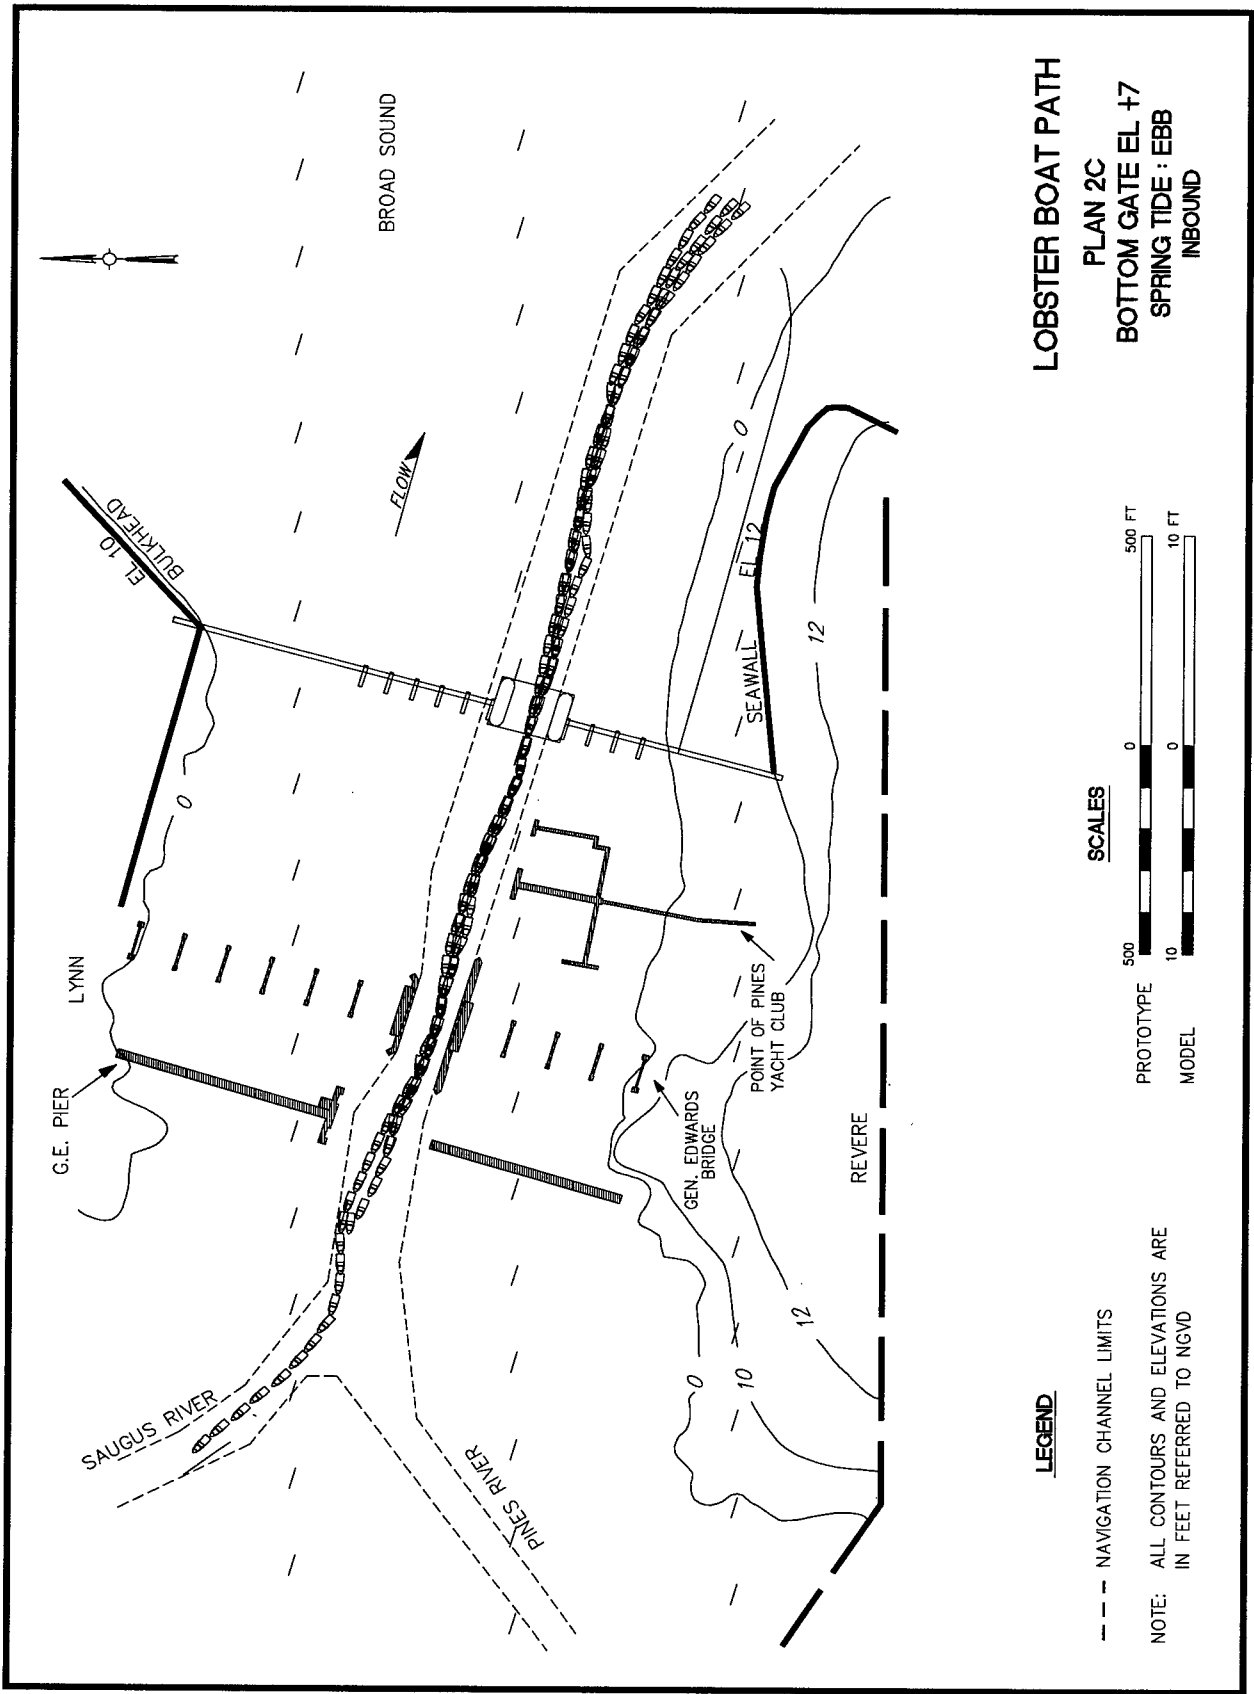 SAUGUS RIVER
PINES RIVER
G.E. PIER
LYNN
EL 10
BULKHEAD
FLOW
BROAD SOUND
0
GEN. EDWARDS
BRIDGE
POINT OF PINES
YACHT CLUB
SEAWALL EL 12
0
0
10
12
12
REVERE
LEGEND
--- NAVIGATION CHANNEL LIMITS
NOTE: ALL CONTOURS AND ELEVATIONS ARE
IN FEET REFERRED TO NGVD
SCALES
PROTOTYPE 500 0 500 FT
MODEL 10 0 10 FT
LOBSTER BOAT PATH
PLAN 2C
BOTTOM GATE EL +7
SPRING TIDE : EBB
INBOUND